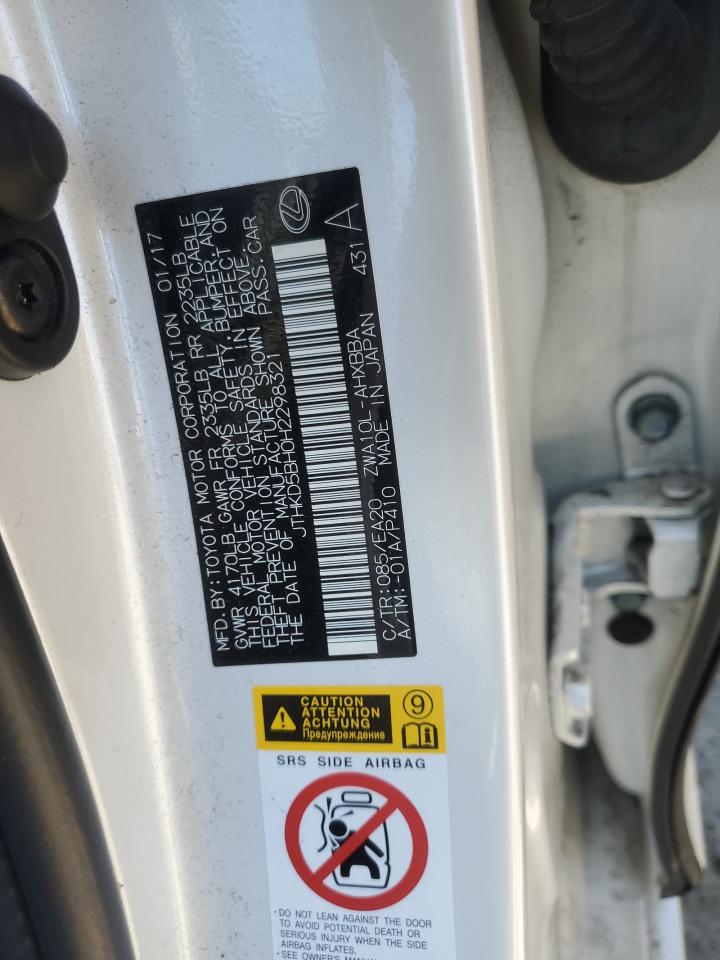 MFD. BY: TOYOTA MOTOR CORPORATION 01/17
GVWR 4170LB GAWR FR 2335LB RR 2235LB
THIS VEHICLE CONFORMS TO ALL APPLICABLE
FEDERAL MOTOR VEHICLE SAFETY, BUMPER, AND
THEFT PREVENTION STANDARDS IN EFFECT ON
THE DATE OF MANUFACTURE SHOWN ABOVE.
JTHKD5BH0H2298321 PASS. CAR
C/TR:085/EA20 ZWA10L-AHXBBA 431 A
A/TM:-01A/P410 MADE IN JAPAN
CAUTION
ATTENTION
ACHTUNG
Предупреждение
9
SRS SIDE AIRBAG
·DO NOT LEAN AGAINST THE DOOR
TO AVOID POTENTIAL DEATH OR
SERIOUS INJURY WHEN THE SIDE
AIRBAG INFLATES.
·SEE OWNER'S MANUAL